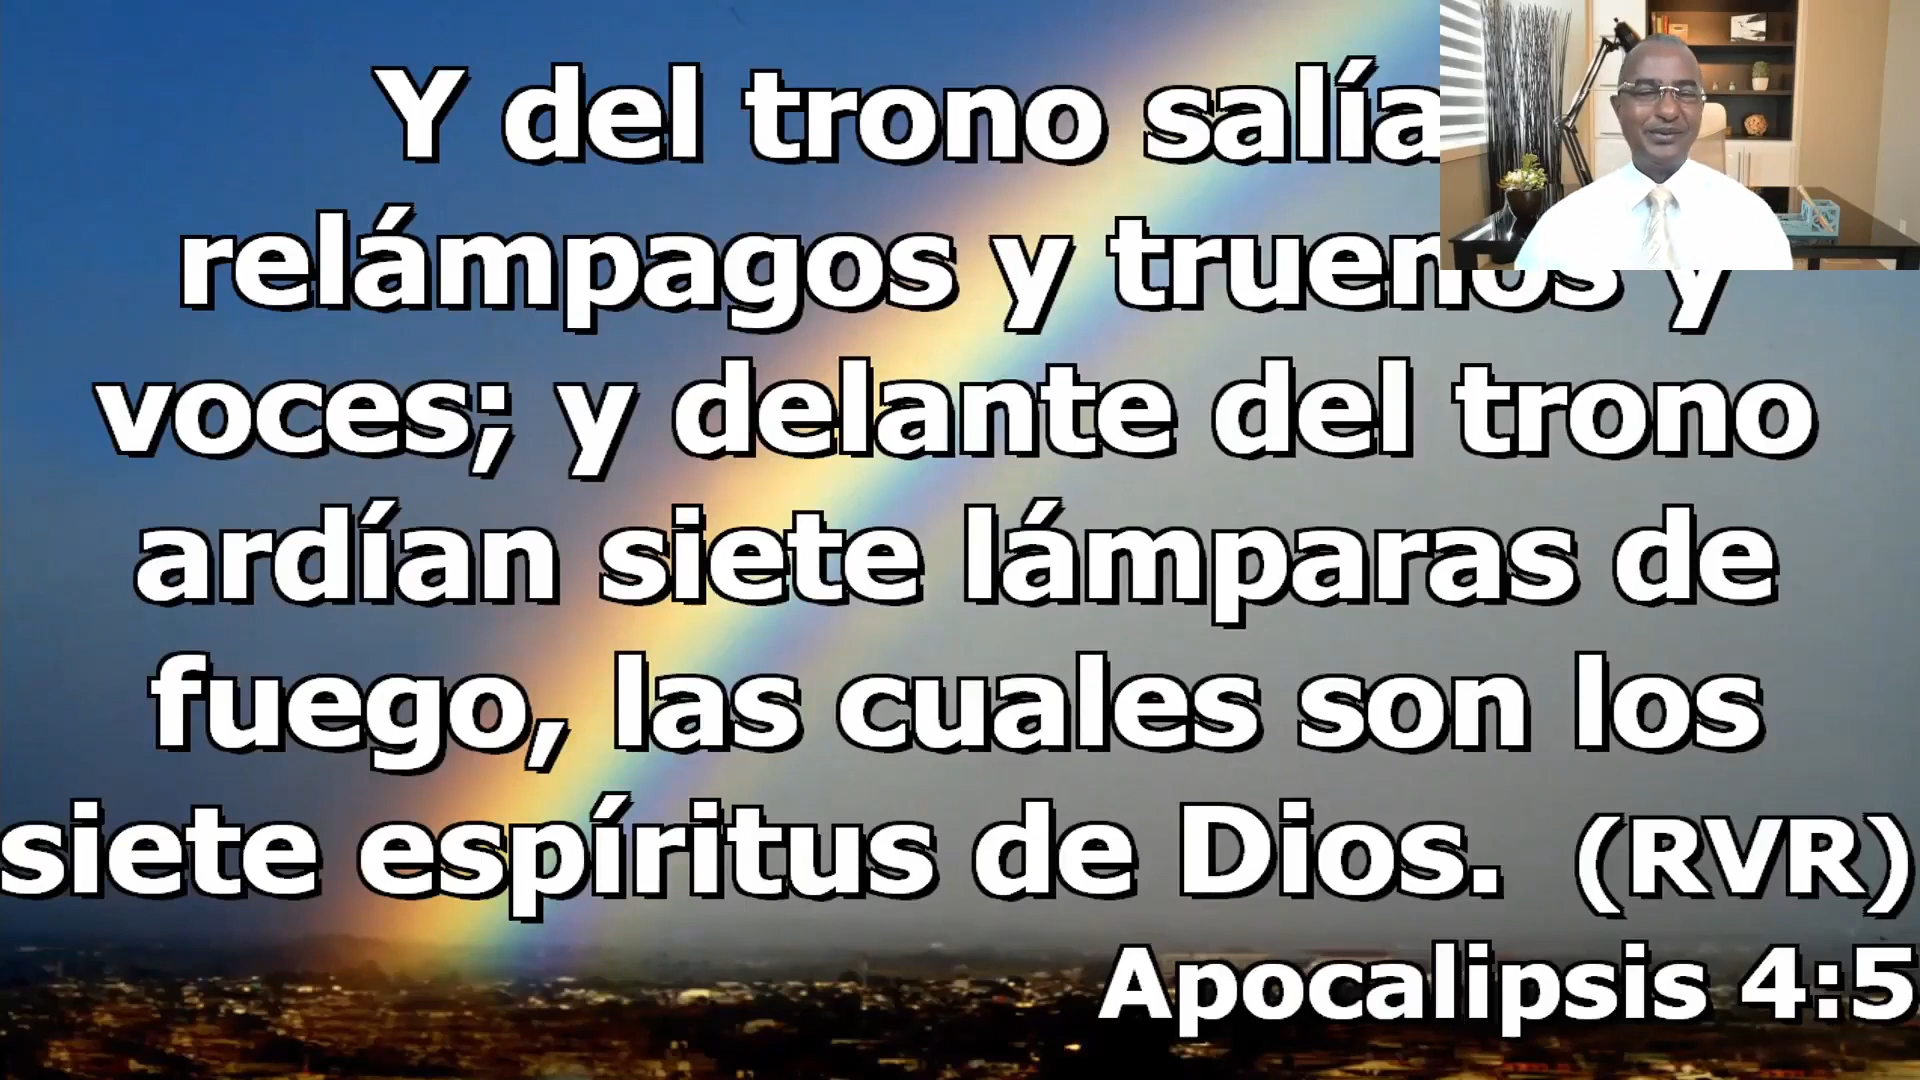 Y del trono salía
relámpagos y truenos y
voces; y delante del trono
ardían siete lámparas de
fuego, las cuales son los
siete espíritus de Dios. (RVR)
Apocalipsis 4:5